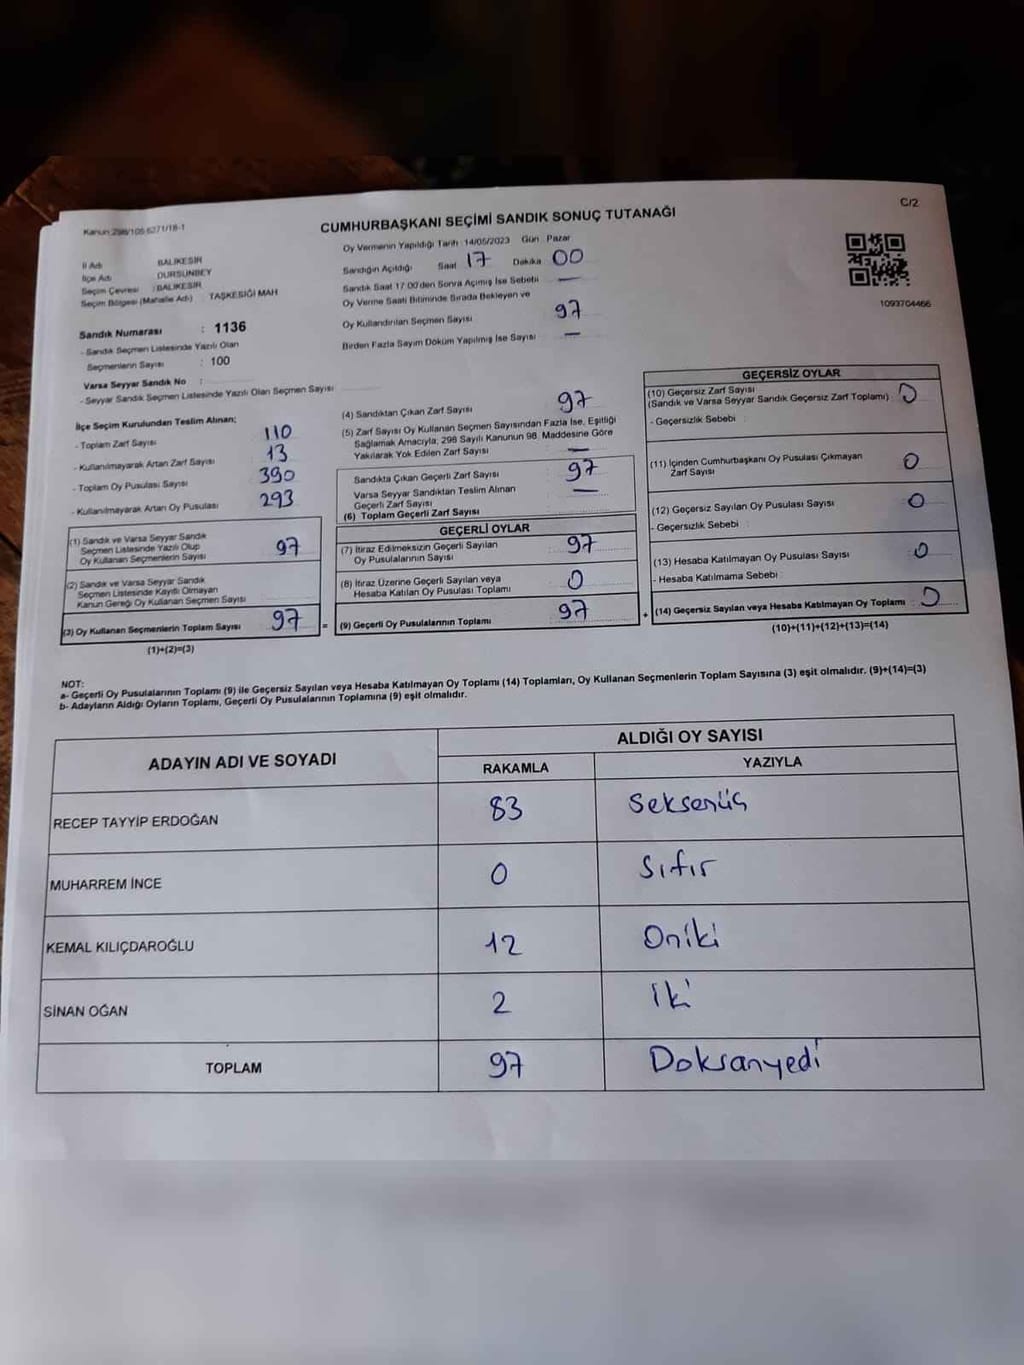 Kanun:298/105 6271/18-1
CUMHURBAŞKANI SEÇİMİ SANDIK SONUÇ TUTANAĞI
C/2
İl Adı : BALIKESİR
İlçe Adı : DURSUNBEY
Seçim Çevresi : BALIKESİR
Seçim Bölgesi (Mahalle Adı) : TAŞKESİĞİ MAH
Sandık Numarası : 1136
- Sandık Seçmen Listesinde Yazılı Olan
Seçmenlerin Sayısı : 100
Varsa Seyyar Sandık No :
- Seyyar Sandık Seçmen Listesinde Yazılı Olan Seçmen Sayısı
Oy Vermenin Yapıldığı Tarih :14/05/2023 Gün Pazar
Sandığın Açıldığı Saat 17 Dakika 00
Sandık Saat 17:00'den Sonra Açılmış İse Sebebi —
Oy Verme Saati Bitiminde Sırada Bekleyen ve
Oy Kullandırılan Seçmen Sayısı 97
Birden Fazla Sayım Döküm Yapılmış İse Sayısı —
1093704466
İlçe Seçim Kurulundan Teslim Alınan;
- Toplam Zarf Sayısı 110
- Kullanılmayarak Artan Zarf Sayısı 13
- Toplam Oy Pusulası Sayısı 390
- Kullanılmayarak Artan Oy Pusulası 293
(1) Sandık ve Varsa Seyyar Sandık
Seçmen Listesinde Yazılı Olup
Oy Kullanan Seçmenlerin Sayısı 97
(2) Sandık ve Varsa Seyyar Sandık
Seçmen Listesinde Kayıtlı Olmayan
Kanun Gereği Oy Kullanan Seçmen Sayısı
(3) Oy Kullanan Seçmenlerin Toplam Sayısı 97 =
(1)+(2)=(3)
(4) Sandıktan Çıkan Zarf Sayısı 97
(5) Zarf Sayısı Oy Kullanan Seçmen Sayısından Fazla İse, Eşitliği
Sağlamak Amacıyla, 298 Sayılı Kanunun 98. Maddesine Göre
Yakılarak Yok Edilen Zarf Sayısı —
Sandıkta Çıkan Geçerli Zarf Sayısı 97
Varsa Seyyar Sandıktan Teslim Alınan
Geçerli Zarf Sayısı —
(6) Toplam Geçerli Zarf Sayısı
GEÇERLİ OYLAR
(7) İtiraz Edilmeksizin Geçerli Sayılan
Oy Pusulalarının Sayısı 97
(8) İtiraz Üzerine Geçerli Sayılan veya
Hesaba Katılan Oy Pusulası Toplamı 0
(9) Geçerli Oy Pusulalarının Toplamı 97 +
GEÇERSİZ OYLAR
(10) Geçersiz Zarf Sayısı
(Sandık ve Varsa Seyyar Sandık Geçersiz Zarf Toplamı) : 0
- Geçersizlik Sebebi :
(11) İçinden Cumhurbaşkanı Oy Pusulası Çıkmayan
Zarf Sayısı 0
(12) Geçersiz Sayılan Oy Pusulası Sayısı 0
- Geçersizlik Sebebi :
(13) Hesaba Katılmayan Oy Pusulası Sayısı 0
- Hesaba Katılmama Sebebi :
(14) Geçersiz Sayılan veya Hesaba Katılmayan Oy Toplamı 0
(10)+(11)+(12)+(13)=(14)
NOT:
a- Geçerli Oy Pusulalarının Toplamı (9) ile Geçersiz Sayılan veya Hesaba Katılmayan Oy Toplamı (14) Toplamları, Oy Kullanan Seçmenlerin Toplam Sayısına (3) eşit olmalıdır. (9)+(14)=(3)
b- Adayların Aldığı Oyların Toplamı, Geçerli Oy Pusulalarının Toplamına (9) eşit olmalıdır.
ADAYIN ADI VE SOYADI
ALDIĞI OY SAYISI
RAKAMLA YAZIYLA
RECEP TAYYİP ERDOĞAN 83 Seksenüç
MUHARREM İNCE 0 Sıfır
KEMAL KILIÇDAROĞLU 12 Oniki
SİNAN OĞAN 2 İki
TOPLAM 97 Doksanyedi